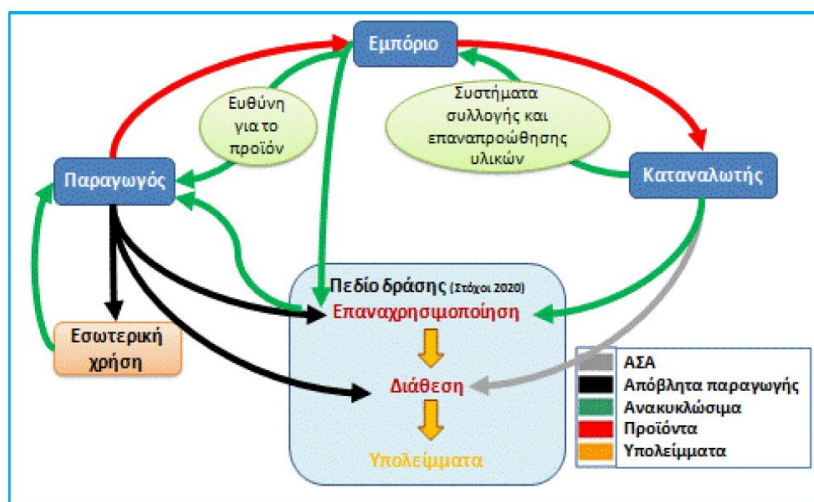 Εμπόριο
Ευθύνη
για το
προϊόν
Συστήματα
συλλογής και
επαναπροώθησης
υλικών
Παραγωγός
Καταναλωτής
Πεδίο δράσης (Στόχοι 2020)
Επαναχρησιμοποίηση
Εσωτερική
χρήση
Διάθεση
Υπολείμματα
ΑΣΑ
Απόβλητα παραγωγής
Ανακυκλώσιμα
Προϊόντα
Υπολείμματα